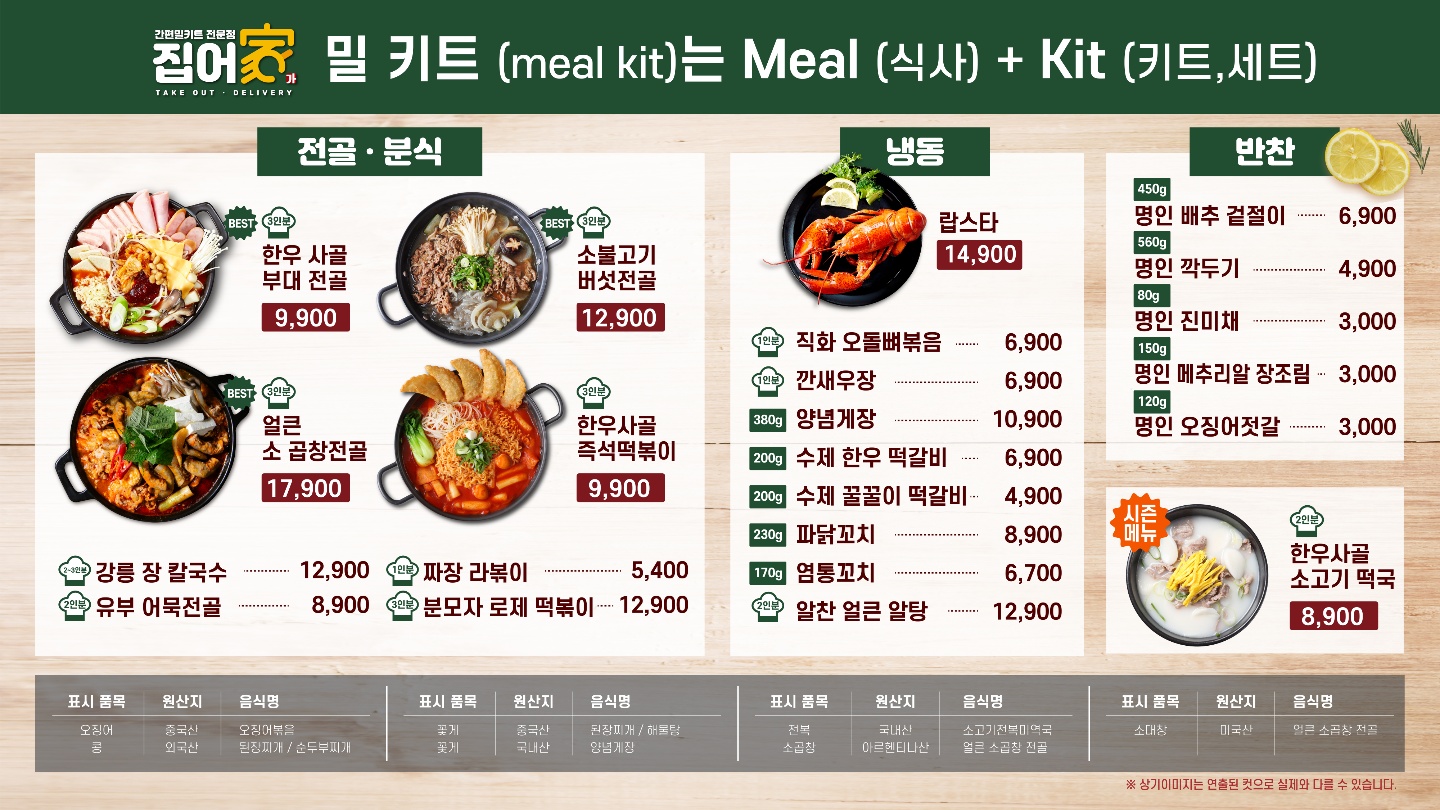 간편밀키트 전문점
집어家가
TAKE OUT · DELIVERY
밀 키트 (meal kit)는 Meal (식사) + Kit (키트,세트)
전골 · 분식
BEST 3인분
한우 사골
부대 전골
9,900
BEST 3인분
소불고기
버섯전골
12,900
BEST 3인분
얼큰
소 곱창전골
17,900
3인분
한우사골
즉석떡볶이
9,900
2-3인분 강릉 장 칼국수 12,900
2인분 유부 어묵전골 8,900
1인분 짜장 라볶이 5,400
3인분 분모자 로제 떡볶이 12,900
냉동
랍스타
14,900
1인분 직화 오돌뼈볶음 6,900
1인분 깐새우장 6,900
380g 양념게장 10,900
200g 수제 한우 떡갈비 6,900
200g 수제 꿀꿀이 떡갈비 4,900
230g 파닭꼬치 8,900
170g 염통꼬치 6,700
2인분 알찬 얼큰 알탕 12,900
반찬
450g
명인 배추 겉절이 6,900
560g
명인 깍두기 4,900
80g
명인 진미채 3,000
150g
명인 메추리알 장조림 3,000
120g
명인 오징어젓갈 3,000
시즌
메뉴
2인분
한우사골
소고기 떡국
8,900
표시 품목 원산지 음식명
오징어 중국산 오징어볶음
콩 외국산 된장찌개 / 순두부찌개
표시 품목 원산지 음식명
꽃게 중국산 된장찌개 / 해물탕
꽃게 국내산 양념게장
표시 품목 원산지 음식명
전복 국내산 소고기전복미역국
소곱창 아르헨티나산 얼큰 소곱창 전골
표시 품목 원산지 음식명
소대창 미국산 얼큰 소곱창 전골
※ 상기이미지는 연출된 컷으로 실제와 다를 수 있습니다.